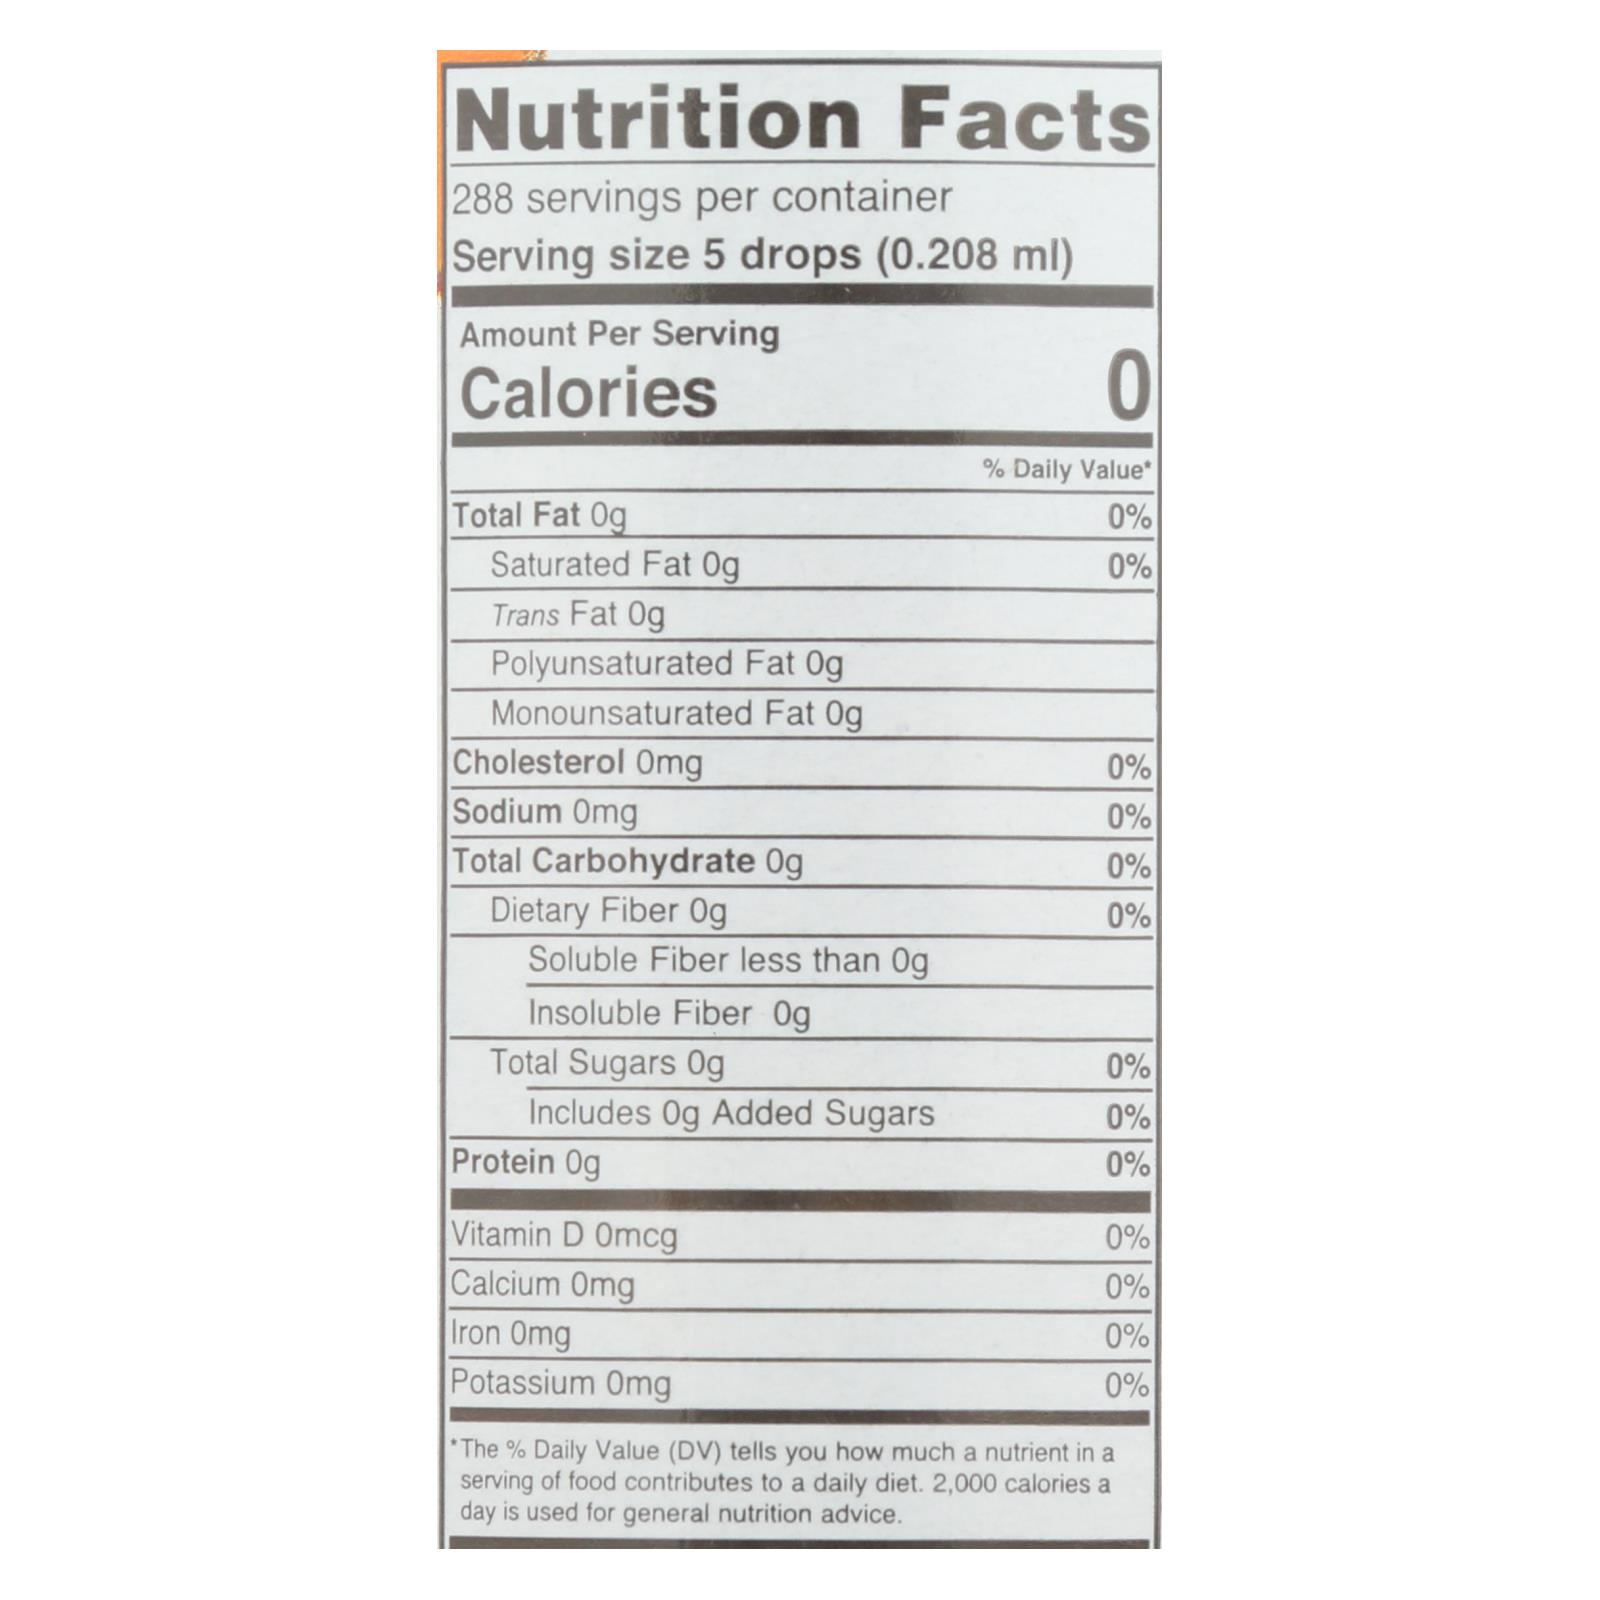 Nutrition Facts
288 servings per container
Serving size 5 drops (0.208 ml)
Amount Per Serving
Calories 0
% Daily Value*
Total Fat 0g 0%
Saturated Fat 0g 0%
Trans Fat 0g
Polyunsaturated Fat 0g
Monounsaturated Fat 0g
Cholesterol 0mg 0%
Sodium 0mg 0%
Total Carbohydrate 0g 0%
Dietary Fiber 0g 0%
Soluble Fiber less than 0g
Insoluble Fiber 0g
Total Sugars 0g 0%
Includes 0g Added Sugars 0%
Protein 0g 0%
Vitamin D 0mcg 0%
Calcium 0mg 0%
Iron 0mg 0%
Potassium 0mg 0%
*The % Daily Value (DV) tells you how much a nutrient in a
serving of food contributes to a daily diet. 2,000 calories a
day is used for general nutrition advice.